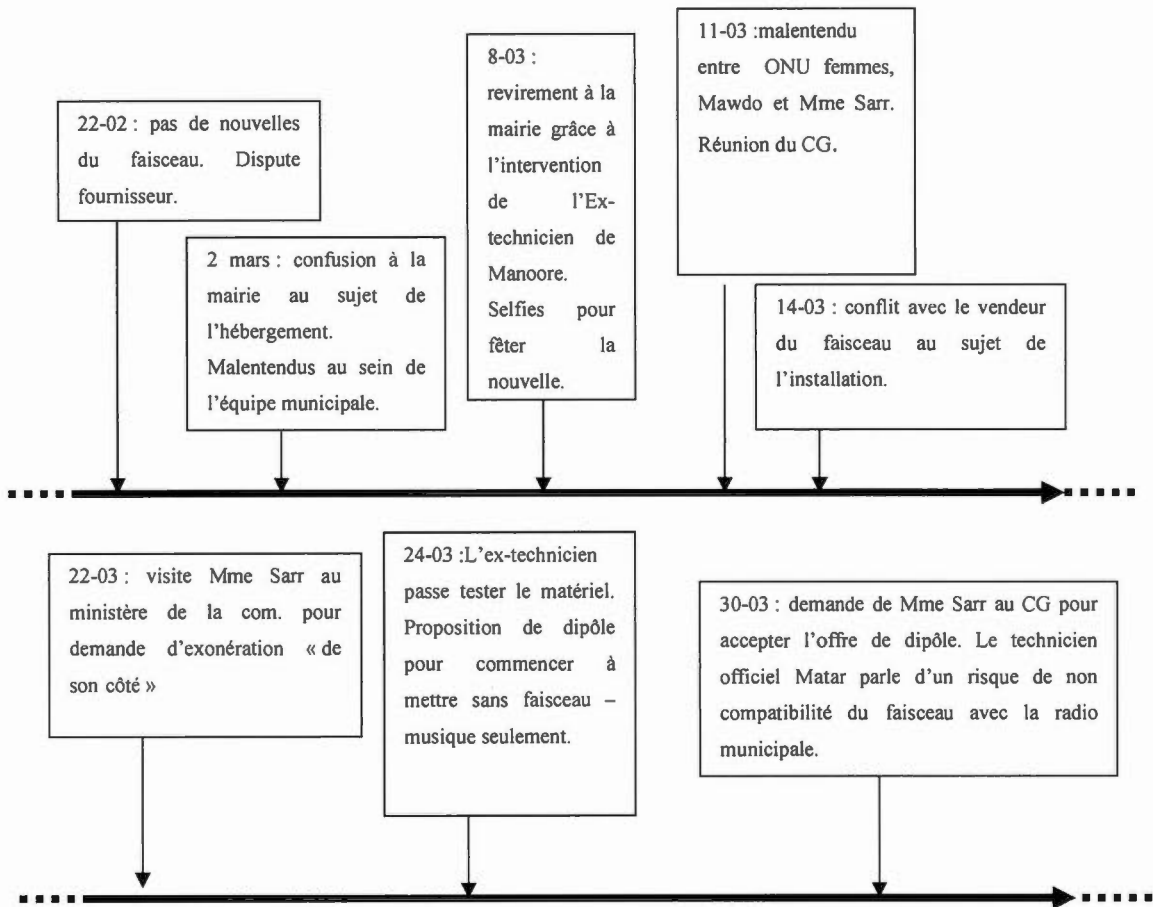 22-02 : pas de nouvelles
du faisceau. Dispute
fournisseur.
2 mars : confusion à la
mairie au sujet de
l'hébergement.
Malentendus au sein de
l'équipe municipale.
8-03 :
revirement à la
mairie grâce à
l'intervention
de l'Ex-
technicien de
Manoore.
Selfies pour
fêter la
nouvelle.
11-03 :malentendu
entre ONU femmes,
Mawdo et Mme Sarr.
Réunion du CG.
14-03 : conflit avec le vendeur
du faisceau au sujet de
l'installation.
22-03 : visite Mme Sarr au
ministère de la com. pour
demande d'exonération « de
son côté »
24-03 :L'ex-technicien
passe tester le matériel.
Proposition de dipôle
pour commencer à
mettre sans faisceau –
musique seulement.
30-03 : demande de Mme Sarr au CG pour
accepter l'offre de dipôle. Le technicien
officiel Matar parle d'un risque de non
compatibilité du faisceau avec la radio
municipale.